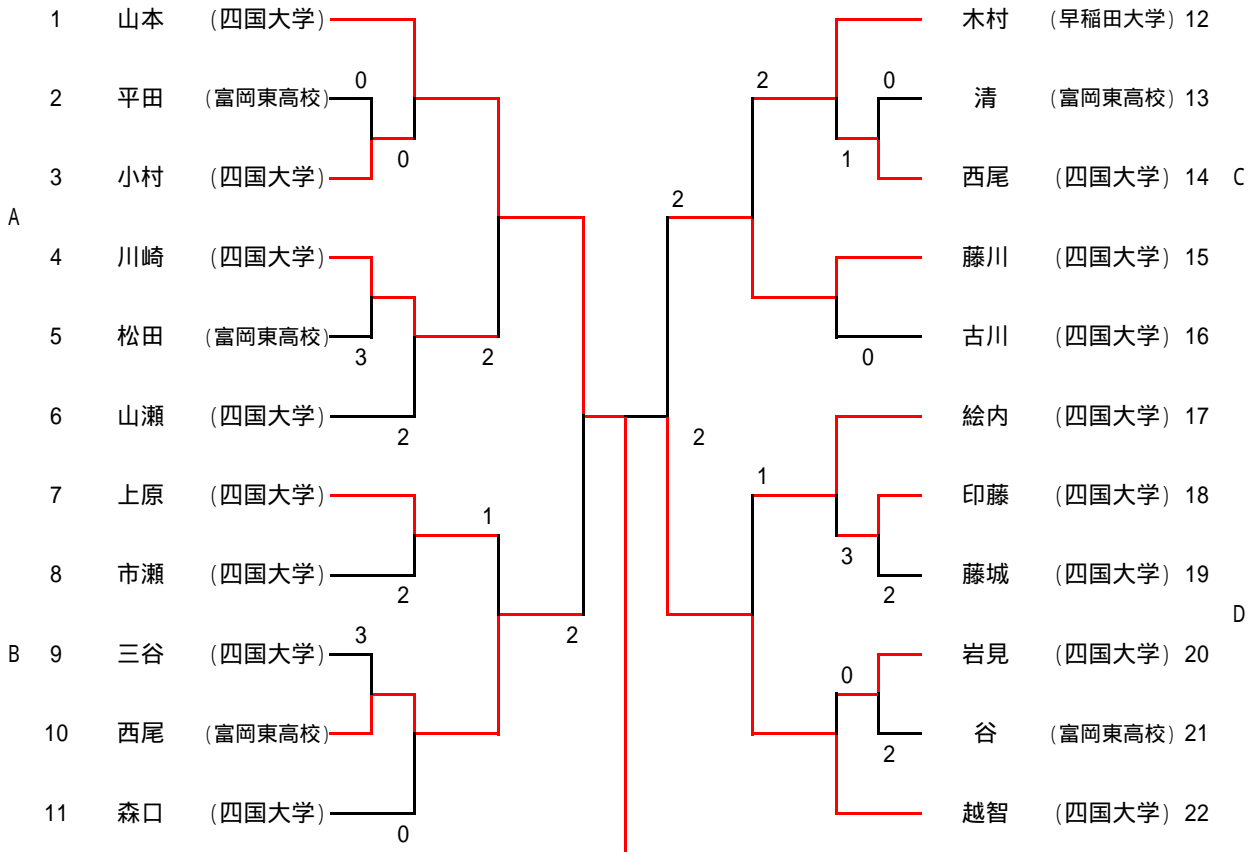 1 山本 (四国大学) 木村 (早稲田大学) 12
0 2 0
2 平田 (富岡東高校) 清 (富岡東高校) 13
0 1
3 小村 (四国大学) 西尾 (四国大学) 14 C
2
A
4 川崎 (四国大学) 藤川 (四国大学) 15
5 松田 (富岡東高校) 古川 (四国大学) 16
3 2 0
6 山瀬 (四国大学) 絵内 (四国大学) 17
2 2
1 1
7 上原 (四国大学) 印藤 (四国大学) 18
3
8 市瀬 (四国大学) 藤城 (四国大学) 19
2 2
D
3 2
B 9 三谷 (四国大学) 岩見 (四国大学) 20
0
10 西尾 (富岡東高校) 谷 (富岡東高校) 21
2
11 森口 (四国大学) 越智 (四国大学) 22
0